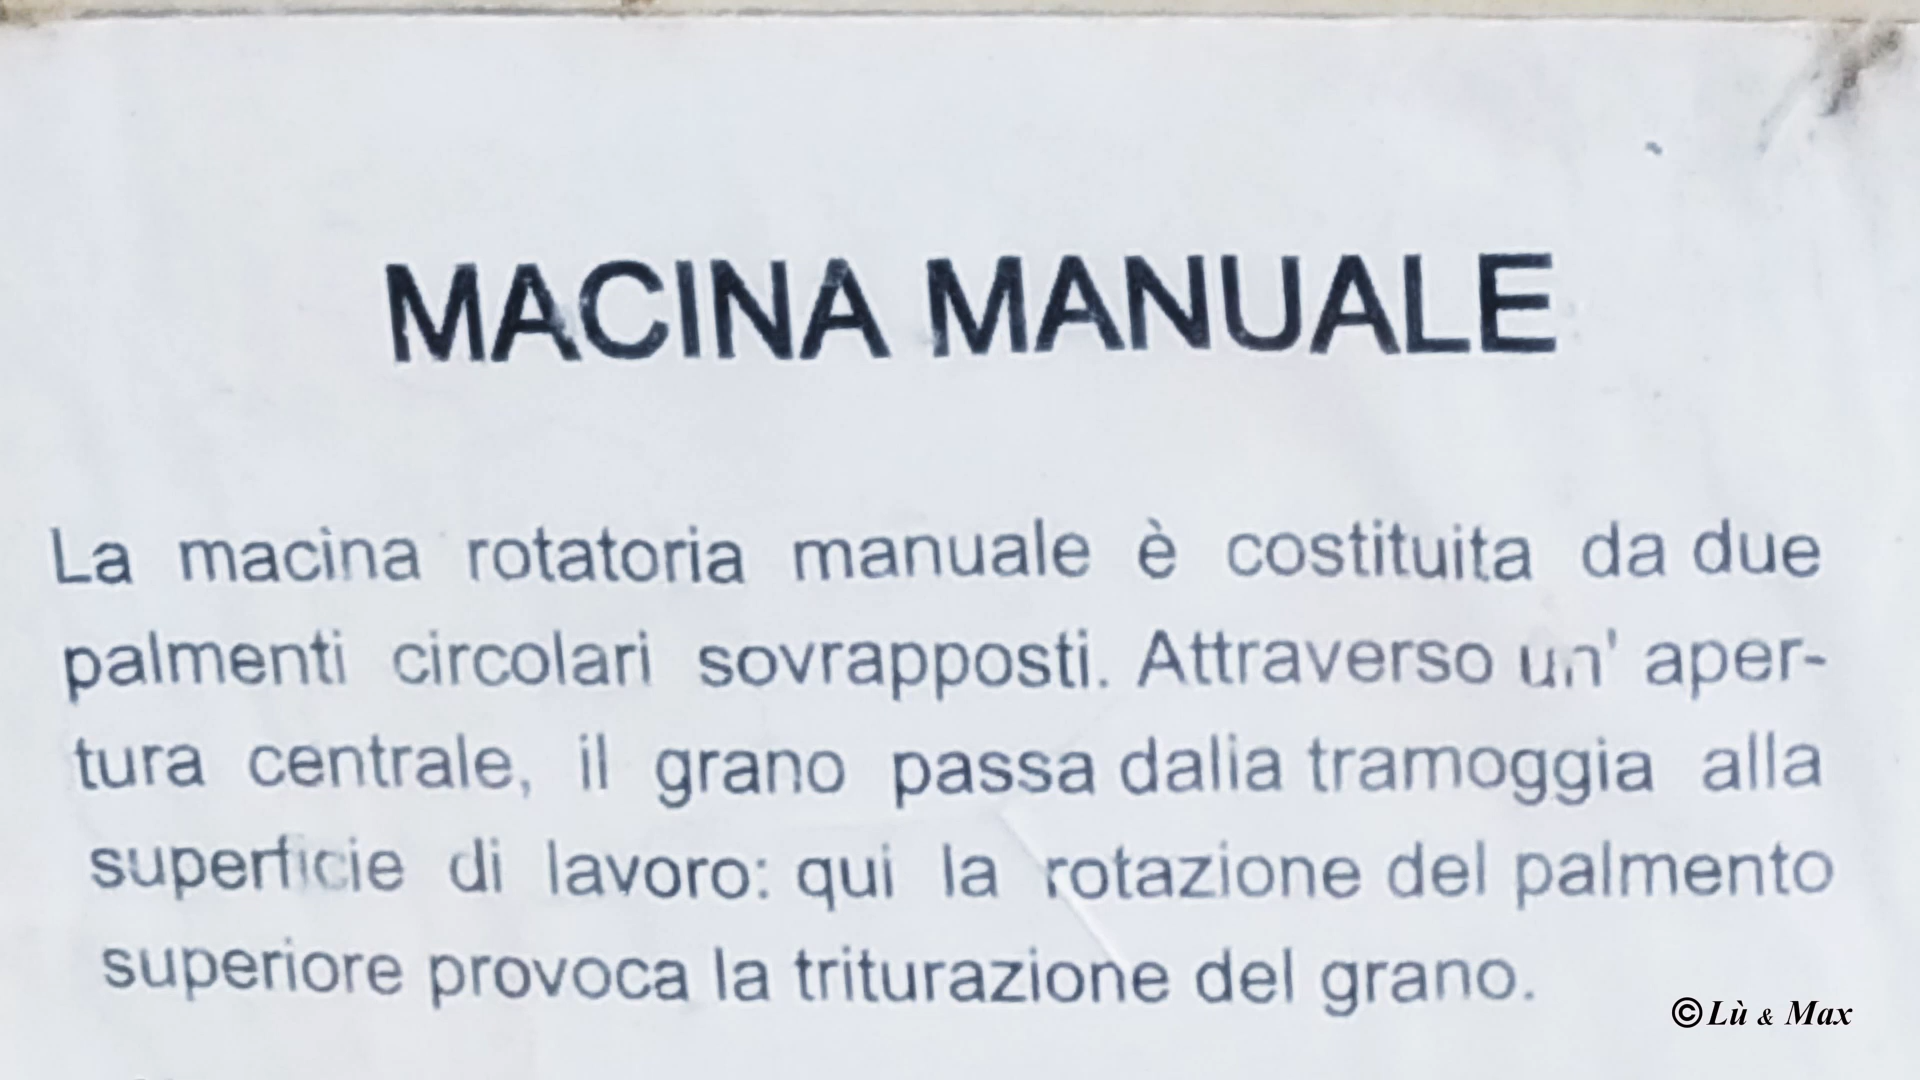 MACINA MANUALE
La macina rotatoria manuale è costituita da due
palmenti circolari sovrapposti. Attraverso un' aper-
tura centrale, il grano passa dalla tramoggia alla
superficie di lavoro: qui la rotazione del palmento
superiore provoca la triturazione del grano.
©Lù & Max